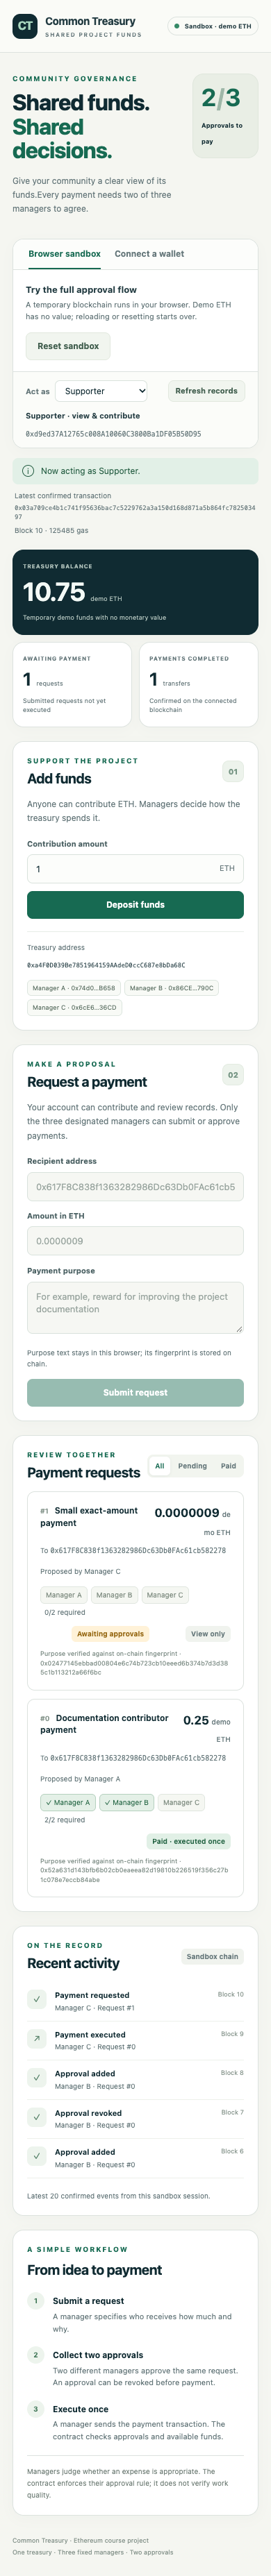 CT
Common Treasury
SHARED PROJECT FUNDS
Sandbox · demo ETH
COMMUNITY GOVERNANCE
Shared funds.
Shared
decisions.
2/3
Approvals to
pay
Give your community a clear view of its
funds.Every payment needs two of three
managers to agree.
Browser sandbox
Connect a wallet
Try the full approval flow
A temporary blockchain runs in your browser. Demo ETH
has no value; reloading or resetting starts over.
Reset sandbox
Act as
Supporter
Refresh records
Supporter · view & contribute
0xd9ed37A12765c008A10060C3800Ba1DF05B50D95
Now acting as Supporter.
Latest confirmed transaction
Block 10 · 125485 gas
TREASURY BALANCE
10.75 demo ETH
Temporary demo funds with no monetary value
AWAITING PAYMENT
1 requests
Submitted requests not yet
executed
PAYMENTS COMPLETED
1 transfers
Confirmed on the connected
blockchain
SUPPORT THE PROJECT
Add funds
01
Anyone can contribute ETH. Managers decide how the
treasury spends it.
Contribution amount
1
ETH
Deposit funds
Treasury address
Manager A · 0x74d0…B658
Manager B · 0x86CE…790C
Manager C · 0x6cE6…36CD
MAKE A PROPOSAL
Request a payment
02
Your account can contribute and review records. Only
the three designated managers can submit or approve
payments.
Recipient address
0x617F8C838f1363282986Dc63Db0FAc61cb5
Amount in ETH
0.0000009
Payment purpose
For example, reward for improving the project
documentation
Purpose text stays in this browser; its fingerprint is stored on
chain.
Submit request
REVIEW TOGETHER
Payment requests
All
Pending
Paid
#1 Small exact-amount
payment
0.0000009 de
mo ETH
To 0x617F8C838f1363282986Dc63Db0FAc61cb582278
Proposed by Manager C
Manager A
Manager B
Manager C
0/2 required
Awaiting approvals
View only
Purpose verified against on-chain fingerprint ·
#0 Documentation contributor
payment
0.25 demo
ETH
To 0x617F8C838f1363282986Dc63Db0FAc61cb582278
Proposed by Manager A
✓ Manager A
✓ Manager B
Manager C
2/2 required
Paid · executed once
Purpose verified against on-chain fingerprint ·
ON THE RECORD
Recent activity
Sandbox chain
✓
Payment requested
Block 10
Manager C · Request #1
↗
Payment executed
Block 9
Manager C · Request #0
✓
Approval added
Block 8
Manager B · Request #0
✓
Approval revoked
Block 7
Manager B · Request #0
✓
Approval added
Block 6
Manager B · Request #0
Latest 20 confirmed events from this sandbox session.
A SIMPLE WORKFLOW
From idea to payment
1
Submit a request
A manager specifies who receives how much and
why.
2
Collect two approvals
Two different managers approve the same request.
An approval can be revoked before payment.
3
Execute once
A manager sends the payment transaction. The
contract checks approvals and available funds.
Managers judge whether an expense is appropriate. The
contract enforces their approval rule; it does not verify work
quality.
Common Treasury · Ethereum course project
One treasury · Three fixed managers · Two approvals